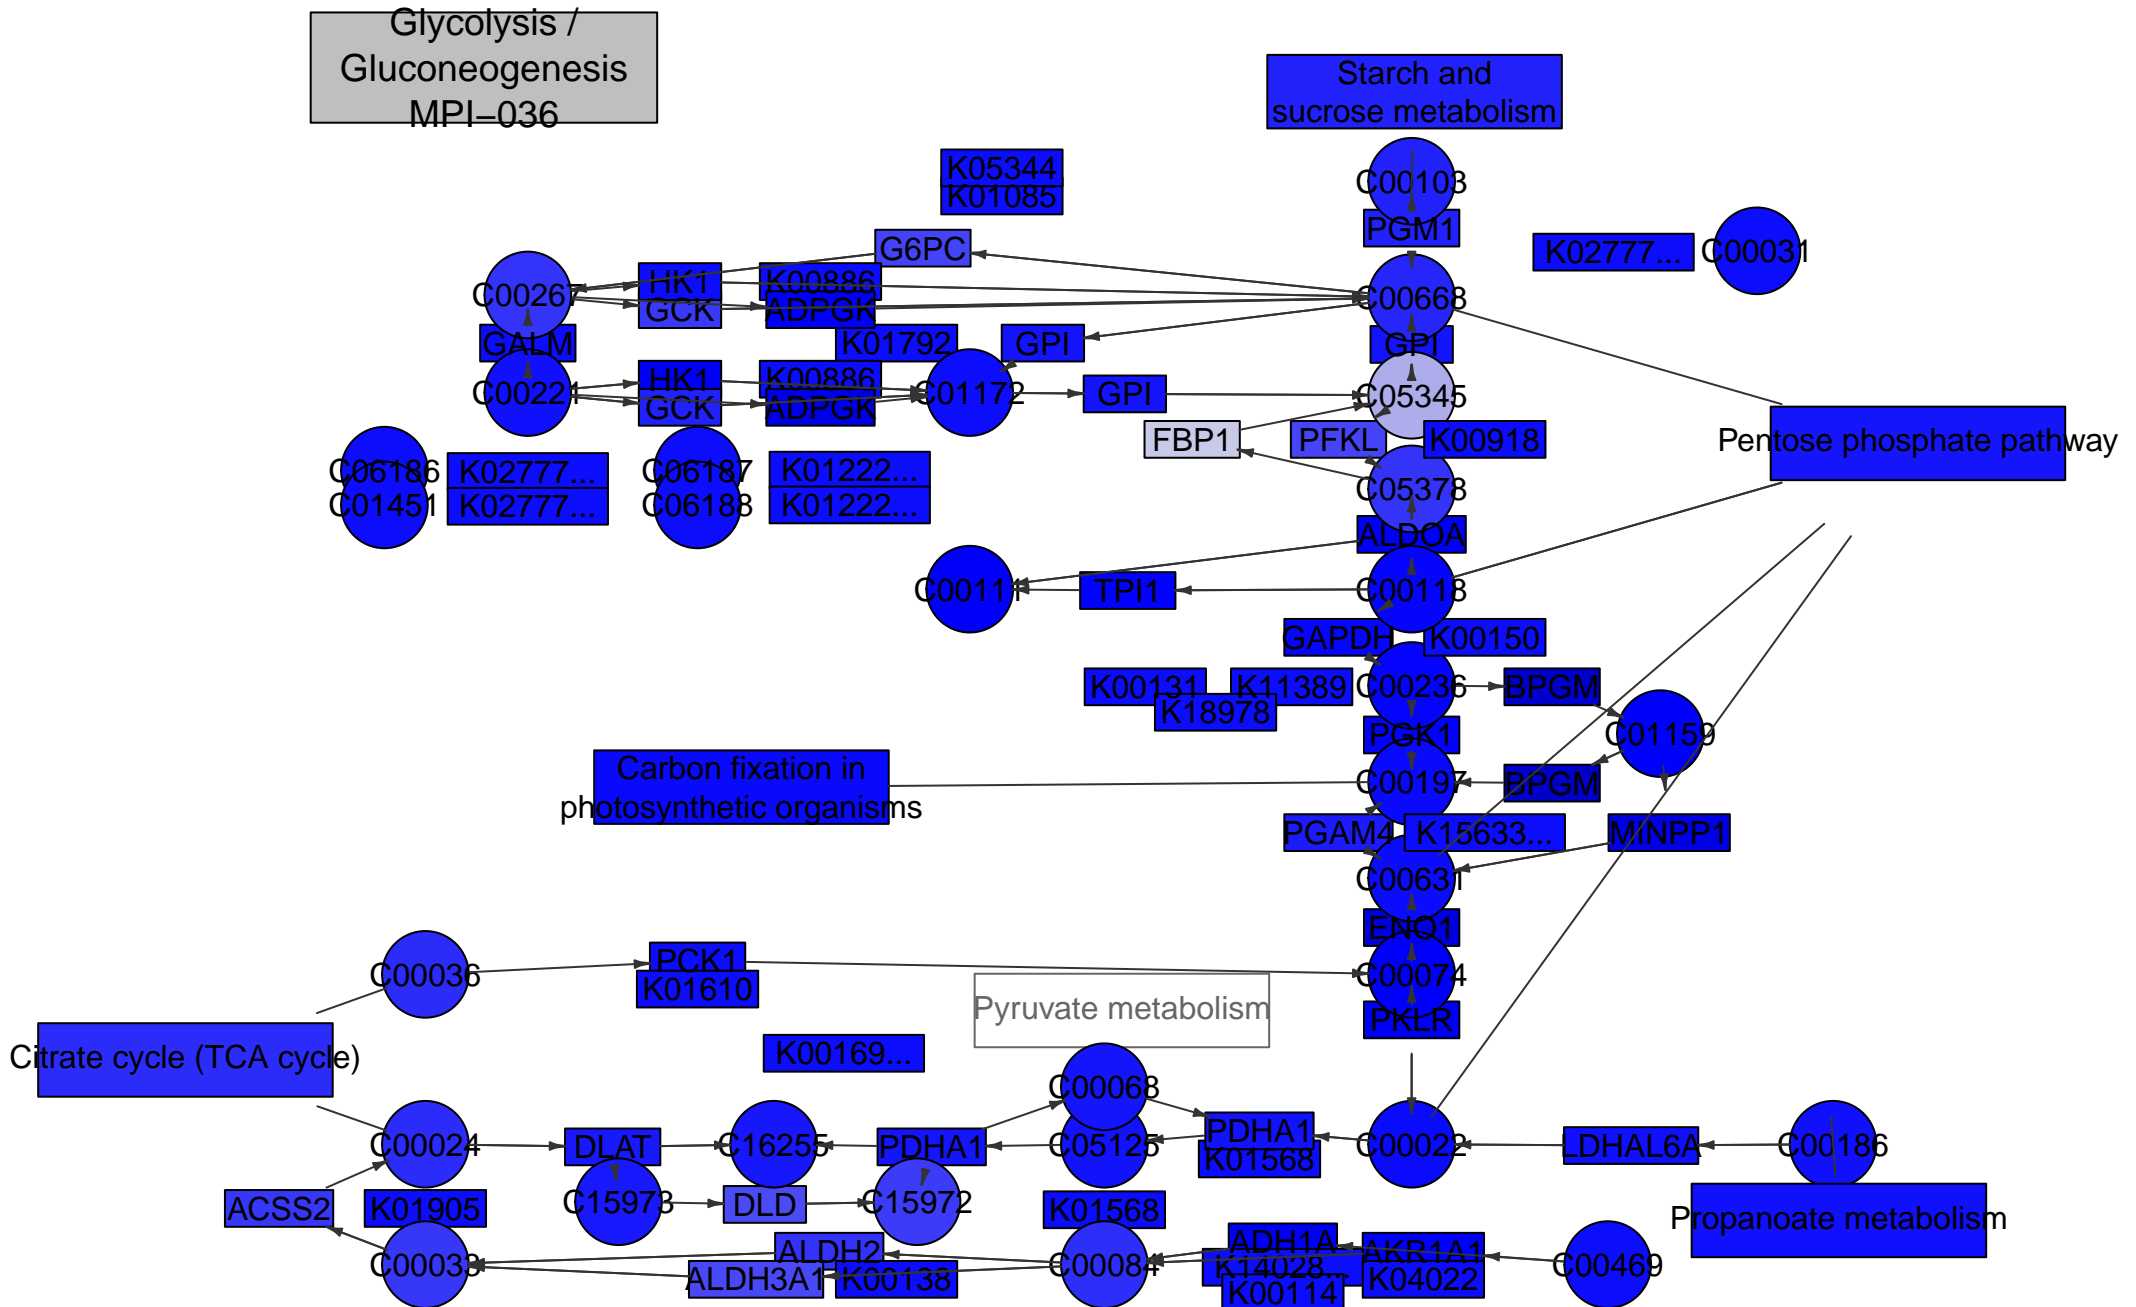 Glycolysis /
Gluconeogenesis
MPI−036
Starch and
sucrose metabolism
K05344
K01085
C00103
PGM1
G6PC
K02777...
C00031
C00267
HK1
K00886
GCK
ADPGK
C00668
GALM
K01792
GPI
GPI
C00221
HK1
K00886
GCK
ADPGK
C01172
GPI
C05345
FBP1
PFKL
K00918
Pentose phosphate pathway
C06186
K02777...
C06187
K01222...
C05378
C01451
K02777...
C06188
K01222...
ALDOA
C00111
TPI1
C00118
GAPDH
K00150
K00131
K11389
C00236
BPGM
K18978
PGK1
C01159
Carbon fixation in
photosynthetic organisms
C00197
BPGM
PGAM4
K15633...
MINPP1
C00631
ENO1
C00036
PCK1
K01610
C00074
Pyruvate metabolism
PKLR
Citrate cycle (TCA cycle)
K00169...
C00068
C00024
DLAT
C16255
PDHA1
C05125
PDHA1
K01568
C00022
LDHAL6A
C00186
ACSS2
K01905
C15973
DLD
C15972
K01568
Propanoate metabolism
C00033
ALDH2
ALDH3A1
K00138
C00084
ADH1A
K14028...
K00114
AKR1A1
K04022
C00469